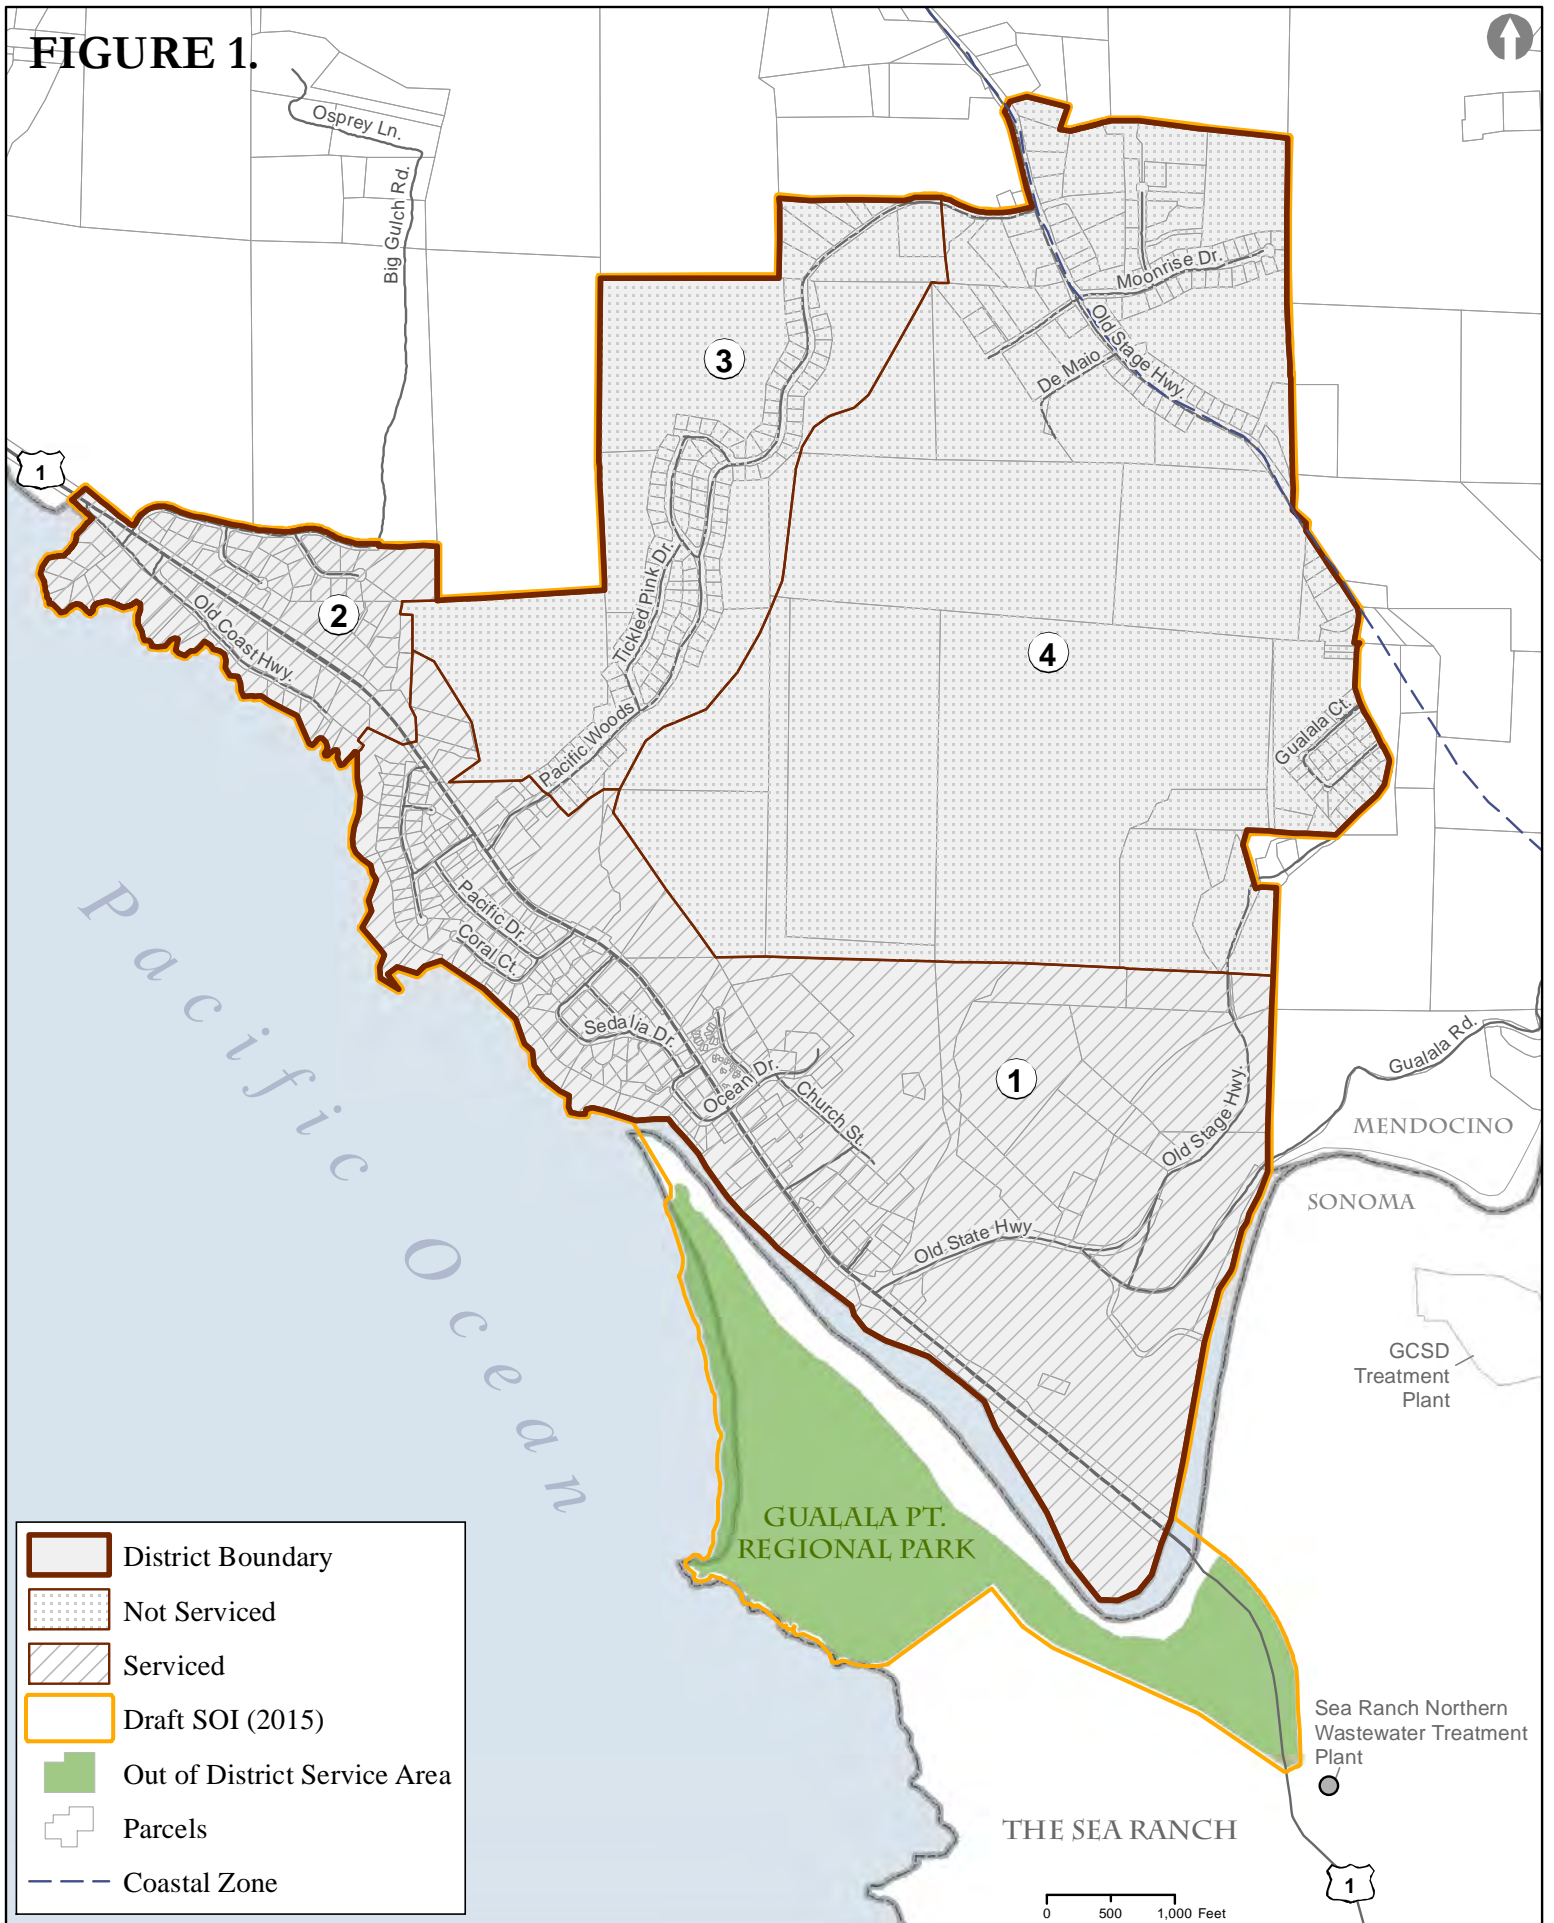 FIGURE 1.
Osprey Ln.
Big Gulch Rd.
Moonrise Dr.
Old Stage Hwy.
De Maio
3
1
2
Old Coast Hwy.
Tickled Pink Dr.
4
Pacific Woods
Gualala Ct.
Pacific Dr.
Coral Ct.
Sedalia Dr.
Ocean Dr.
Church St.
1
Old Stage Hwy.
Gualala Rd.
MENDOCINO
SONOMA
Old State Hwy
Pacific Ocean
GCSD
Treatment
Plant
GUALALA PT.
REGIONAL PARK
District Boundary
Not Serviced
Serviced
Draft SOI (2015)
Out of District Service Area
Parcels
Coastal Zone
Sea Ranch Northern
Wastewater Treatment
Plant
THE SEA RANCH
1
0 500 1,000 Feet